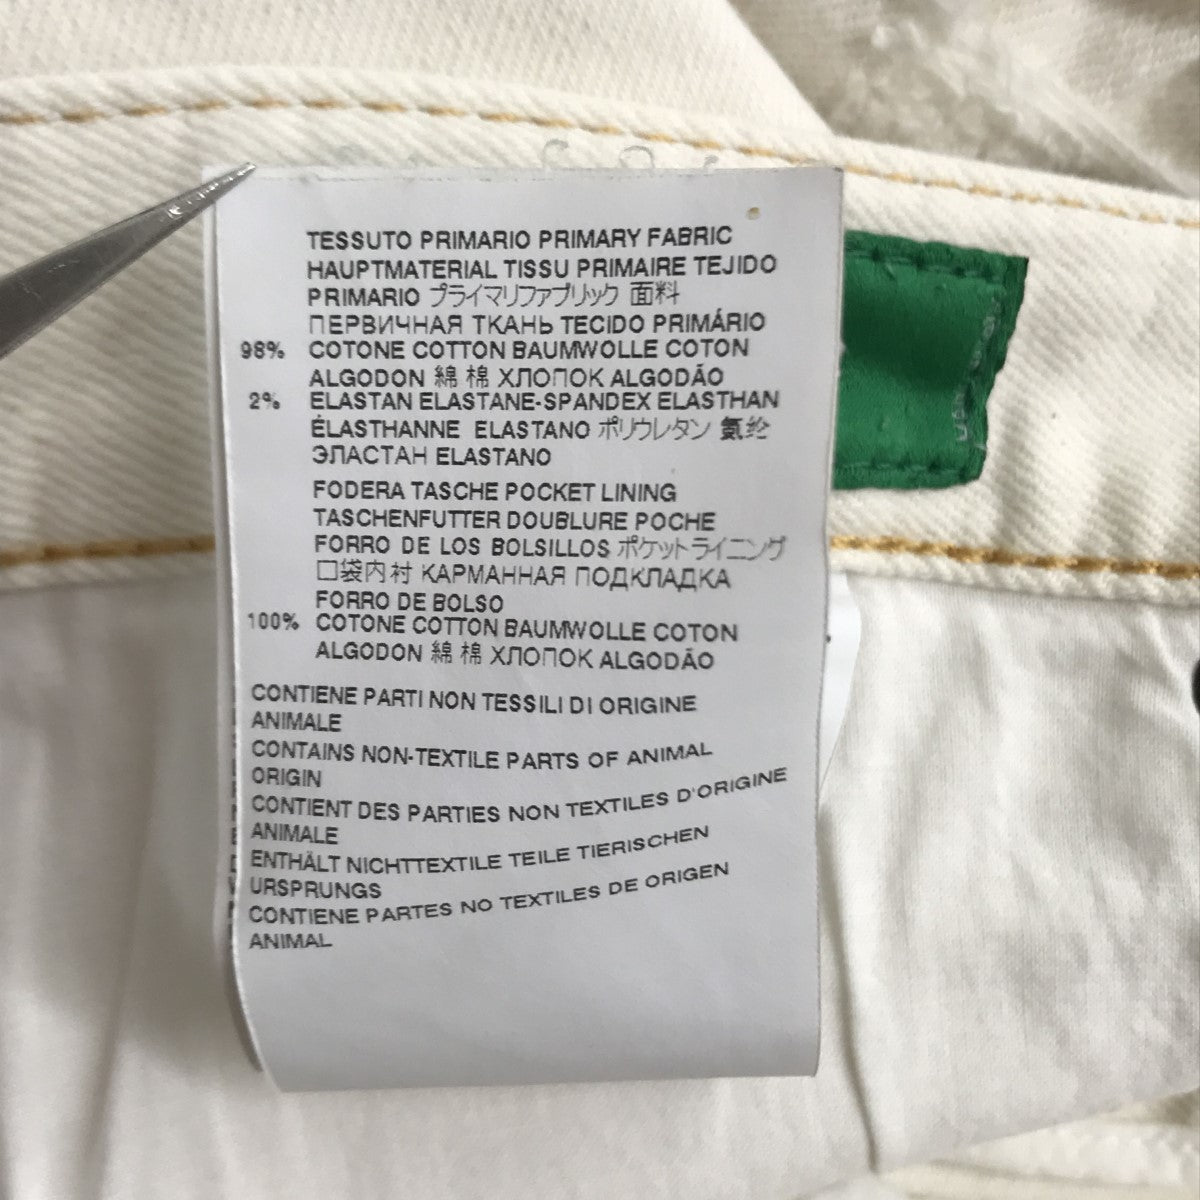 TESSUTO PRIMARIO PRIMARY FABRIC
HAUPTMATERIAL TISSU PRIMAIRE TEJIDO
PRIMARIO プライマリファブリック 面料
ПЕРВИЧНАЯ ТКАНЬ TECIDO PRIMÁRIO
98% COTONE COTTON BAUMWOLLE COTON
ALGODON 綿 棉 ХЛОПОК ALGODÃO
2% ELASTAN ELASTANE-SPANDEX ELASTHAN
ÉLASTHANNE ELASTANO ポリウレタン 氨纶
ЭЛАСТАН ELASTANO
FODERA TASCHE POCKET LINING
TASCHENFUTTER DOUBLURE POCHE
FORRO DE LOS BOLSILLOS ポケットライニング
口袋内衬 КАРМАННАЯ ПОДКЛАДКА
FORRO DE BOLSO
100% COTONE COTTON BAUMWOLLE COTON
ALGODON 綿 棉 ХЛОПОК ALGODÃO
CONTIENE PARTI NON TESSILI DI ORIGINE
ANIMALE
CONTAINS NON-TEXTILE PARTS OF ANIMAL
ORIGIN
CONTIENT DES PARTIES NON TEXTILES D'ORIGINE
ANIMALE
ENTHÄLT NICHTTEXTILE TEILE TIERISCHEN
URSPRUNGS
CONTIENE PARTES NO TEXTILES DE ORIGEN
ANIMAL